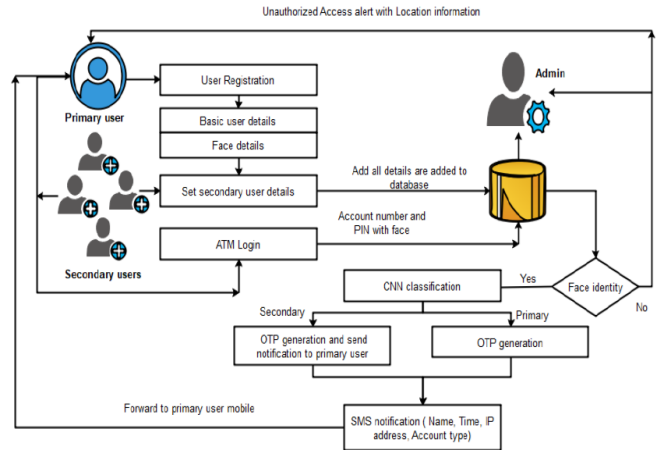 Unauthorized Access alert with Location information
User Registration
Admin
Primary user
Basic user details
Face details
Set secondary user details
Add all details are added to
database
Account number and
PIN with face
ATM Login
Secondary users
CNN classification
Yes
Face identity
No
Secondary
Primary
OTP generation and send
notification to primary user
OTP generation
Forward to primary user mobile
SMS notification ( Name, Time, IP
address, Account type)